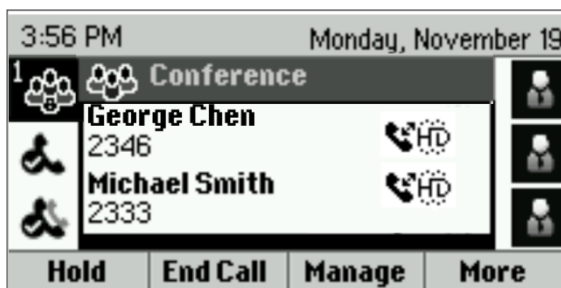 3:56 PM Monday, November 19
1 Conference
George Chen
2346 HD
Michael Smith
2333 HD
Hold End Call Manage More